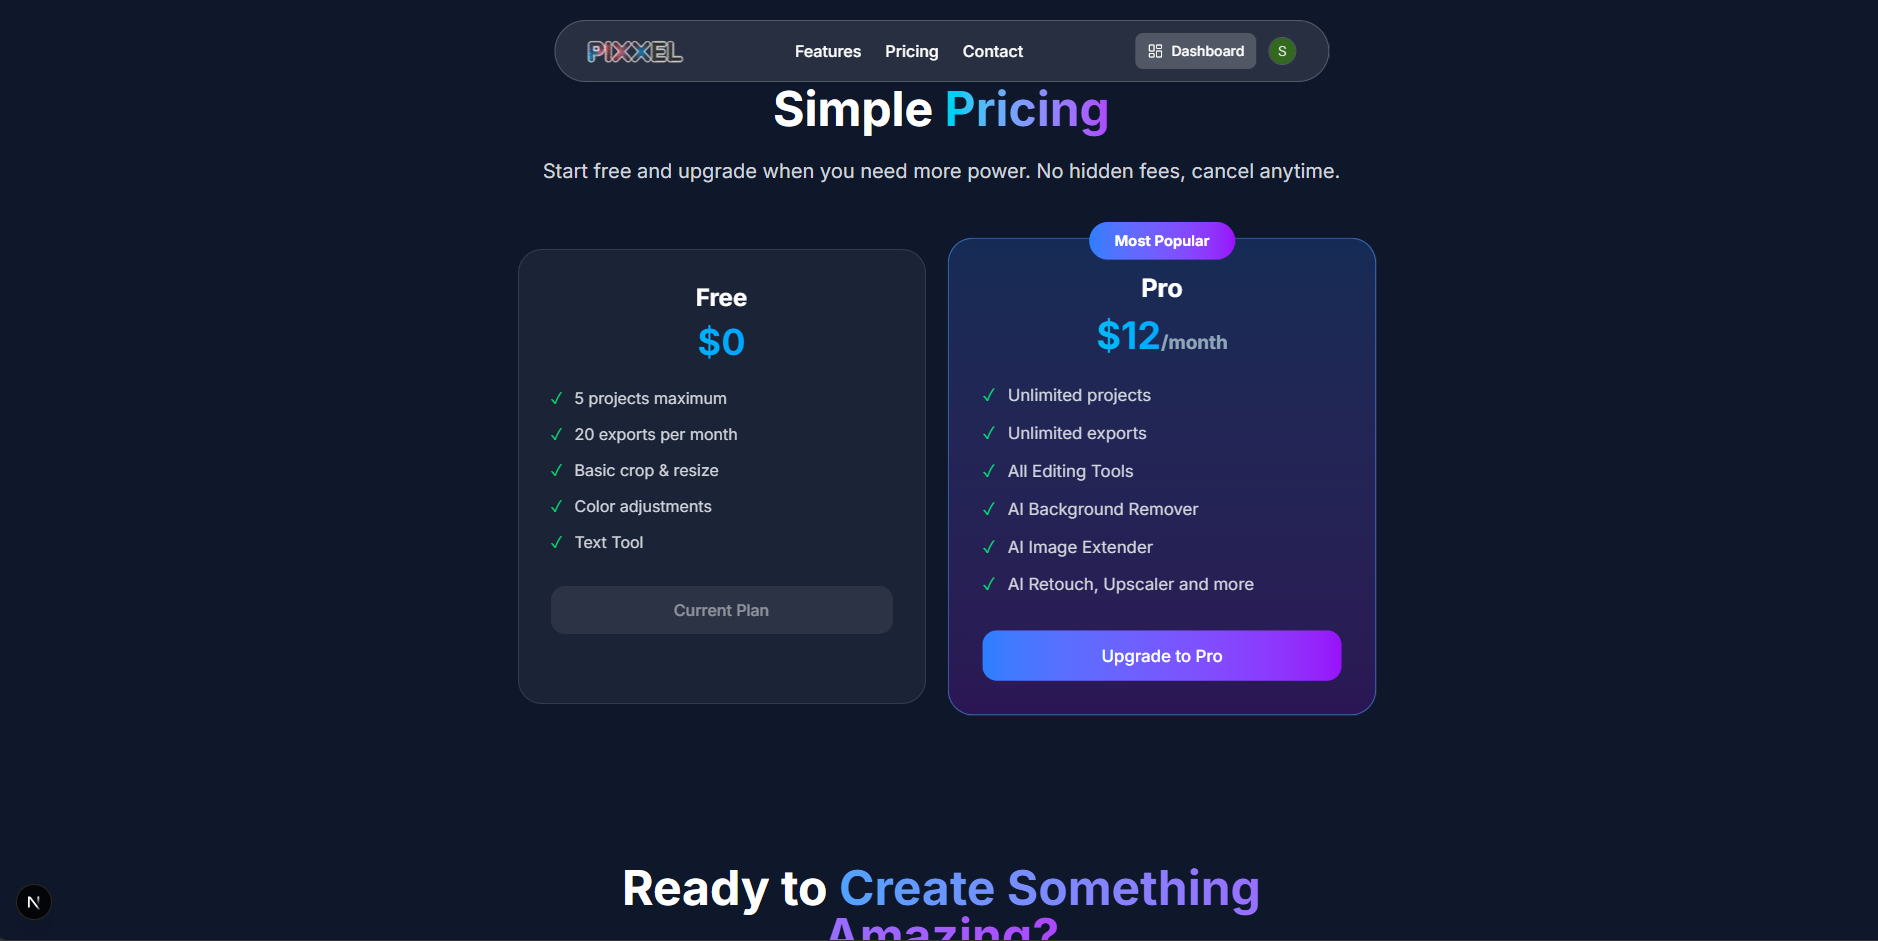 PIXXEL
Features
Pricing
Contact
Dashboard
S
Simple Pricing
Start free and upgrade when you need more power. No hidden fees, cancel anytime.
Free
$0
✓ 5 projects maximum
✓ 20 exports per month
✓ Basic crop & resize
✓ Color adjustments
✓ Text Tool
Current Plan
Most Popular
Pro
$12/month
✓ Unlimited projects
✓ Unlimited exports
✓ All Editing Tools
✓ AI Background Remover
✓ AI Image Extender
✓ AI Retouch, Upscaler and more
Upgrade to Pro
Ready to Create Something
Amazing?
N